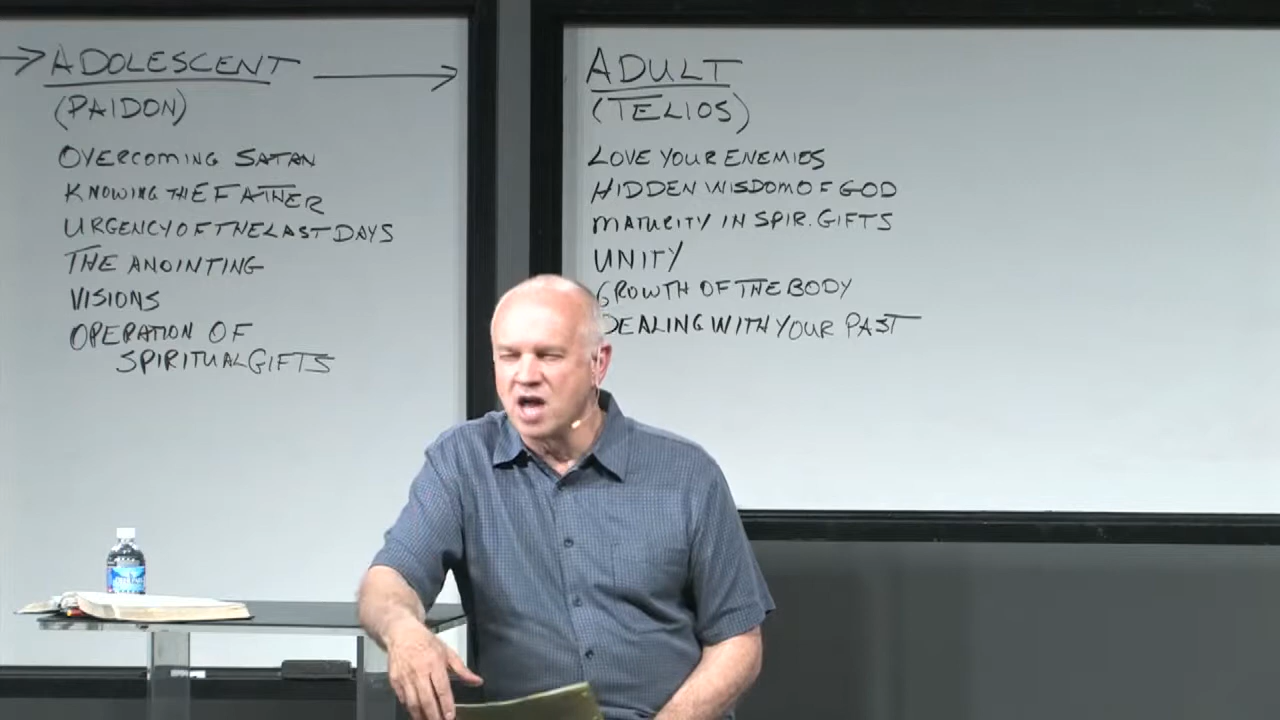 ADOLESCENT
(PAIDON)
OVERCOMING SATAN
KNOWING THE FATHER
URGENCY OF THE LAST DAYS
THE ANOINTING
VISIONS
OPERATION OF
SPIRITUAL GIFTS
ADULT
(TELIOS)
LOVE YOUR ENEMIES
HIDDEN WISDOM OF GOD
MATURITY IN SPIR. GIFTS
UNITY
GROWTH OF THE BODY
DEALING WITH YOUR PAST